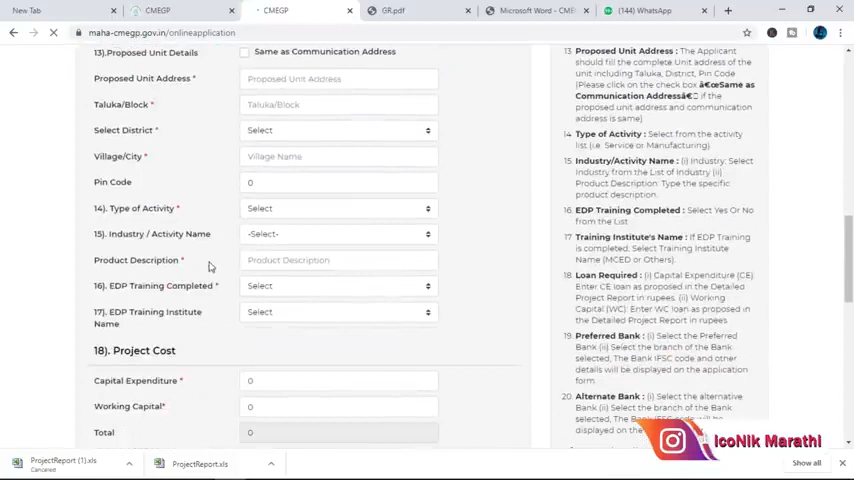 New Tab
CMEGP
CMEGP
GR.pdf
Microsoft Word - CME
(144) WhatsApp
maha-cmegp.gov.in/onlineapplication
13).Proposed Unit Details
Same as Communication Address
Proposed Unit Address *
Proposed Unit Address
Taluka/Block *
Taluka/Block
Select District *
Select
Village/City *
Village Name
Pin Code
0
14). Type of Activity *
Select
15). Industry / Activity Name
-Select-
Product Description *
Product Description
16). EDP Training Completed *
Select
17). EDP Training Institute
Name
Select
18). Project Cost
Capital Expenditure *
0
Working Capital*
0
Total
0
13 Proposed Unit Address : The Applicant
should fill the complete Unit address of the
unit including Taluka, District, Pin Code
(Please click on the check box â€œSame as
Communication Addressâ€ if the
proposed unit address and communication
address is same)
14. Type of Activity : Select from the activity
list (i.e. Service or Manufacturing).
15. Industry/Activity Name : (i) Industry: Select
Industry from the List of Industry (ii)
Product Description: Type the specific
product description.
16. EDP Training Completed : Select Yes Or No
from the List.
17 Training Institute's Name : If EDP Training
is completed, Select Training Institute
Name (MCED or Others).
18. Loan Required : (i) Capital Expenditure (CE):
Enter CE loan as proposed in the Detailed
Project Report in rupees. (ii) Working
Capital (WC): Enter WC loan as proposed in
the Detailed Project Report in rupees.
19. Preferred Bank : (i) Select the Preferred
Bank (ii) Select the branch of the Bank
selected, The Bank IFSC code and other
details will be displayed on the application
form.
20. Alternate Bank : (i) Select the alternative
Bank (ii) Select the branch of the Bank
selected, The Bank IFSC code will be
displayed on the
IcoNik Marathi
ProjectReport (1).xls
Canceled
ProjectReport.xls
Show all